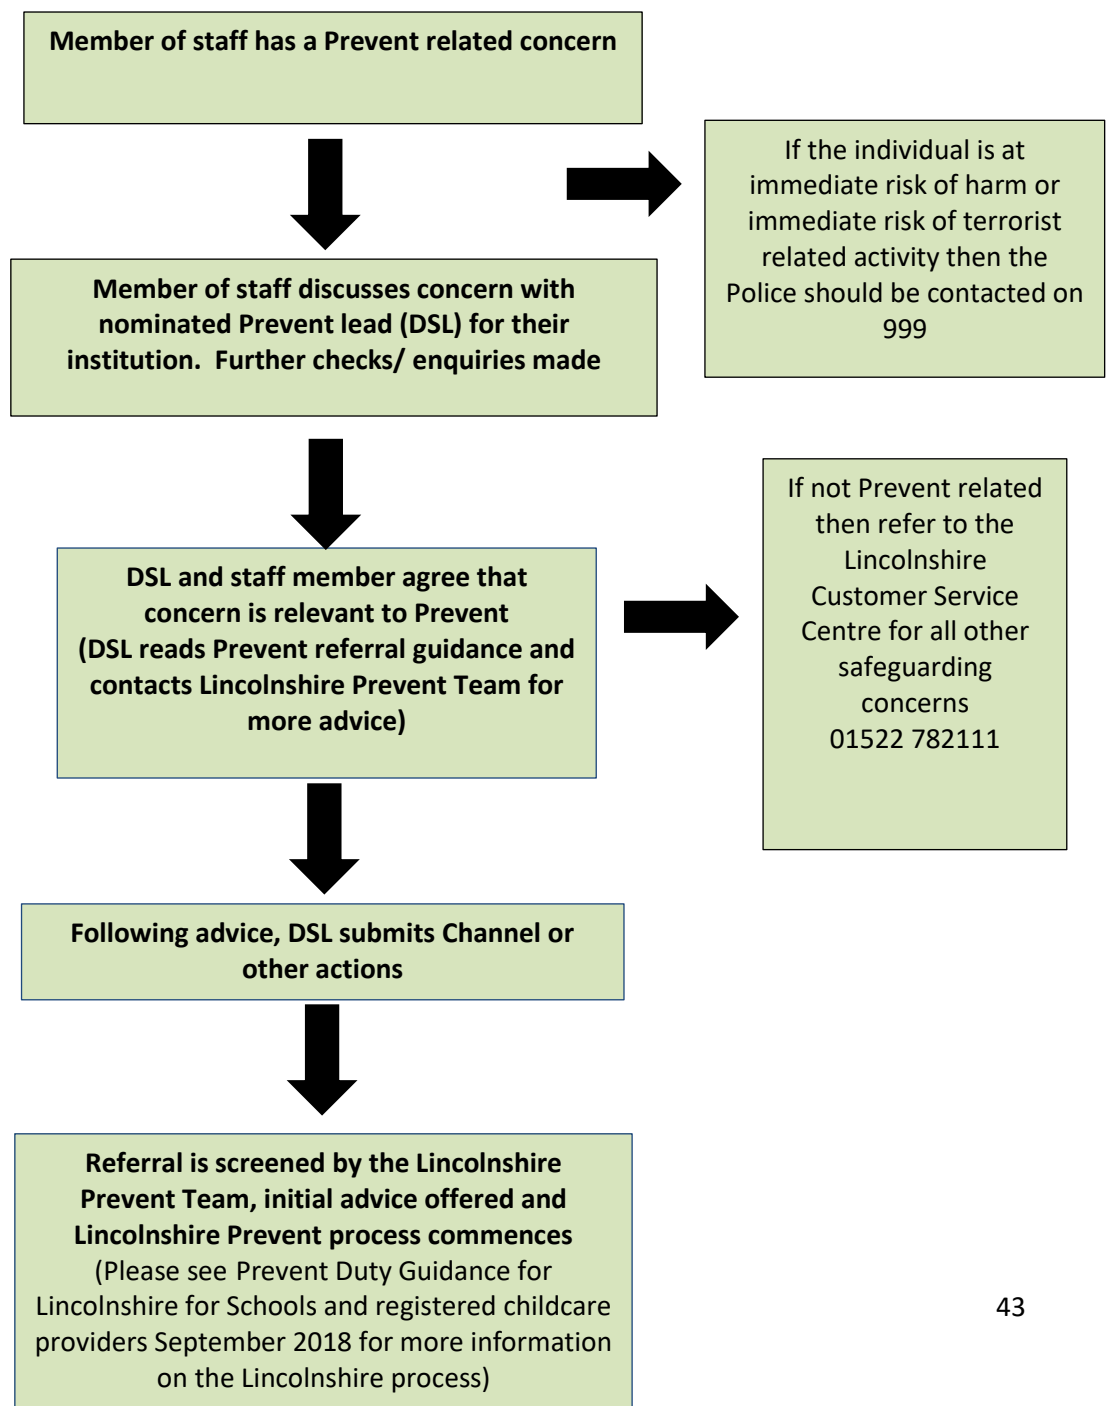 Member of staff has a Prevent related concern
If the individual is at
immediate risk of harm or
immediate risk of terrorist
related activity then the
Police should be contacted on
999
Member of staff discusses concern with
nominated Prevent lead (DSL) for their
institution.  Further checks/ enquiries made
If not Prevent related
then refer to the
Lincolnshire
Customer Service
Centre for all other
safeguarding
concerns
01522 782111
DSL and staff member agree that
concern is relevant to Prevent
(DSL reads Prevent referral guidance and
contacts Lincolnshire Prevent Team for
more advice)
Following advice, DSL submits Channel or
other actions
Referral is screened by the Lincolnshire
Prevent Team, initial advice offered and
Lincolnshire Prevent process commences
(Please see Prevent Duty Guidance for
Lincolnshire for Schools and registered childcare
providers September 2018 for more information
on the Lincolnshire process)
43